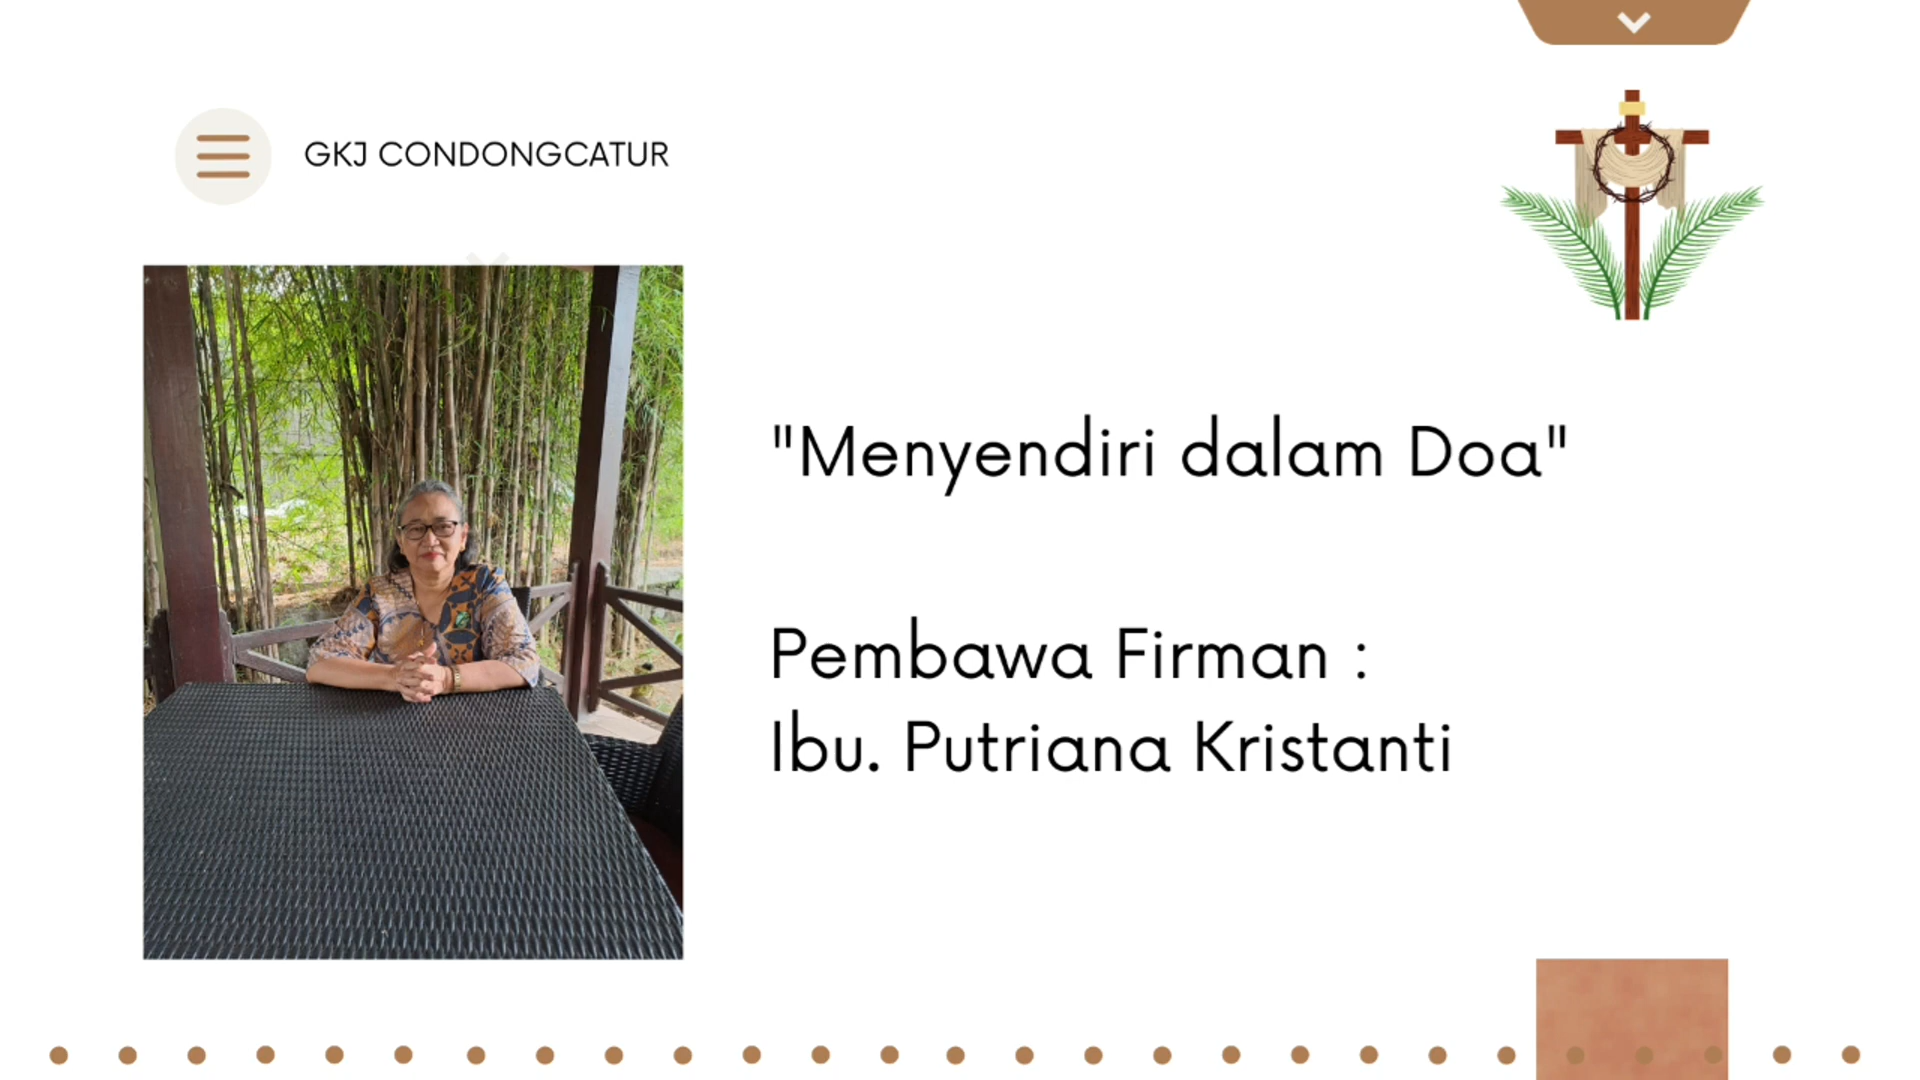 GKJ CONDONGCATUR
"Menyendiri dalam Doa"
Pembawa Firman :
Ibu. Putriana Kristanti